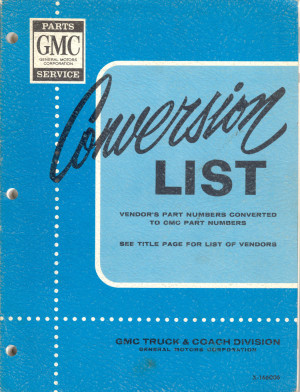 PARTS
GMC
GENERAL MOTORS
CORPORATION
SERVICE
Conversion
LIST
VENDOR'S PART NUMBERS CONVERTED
TO GMC PART NUMBERS
SEE TITLE PAGE FOR LIST OF VENDORS
GMC TRUCK & COACH DIVISION
GENERAL MOTORS CORPORATION